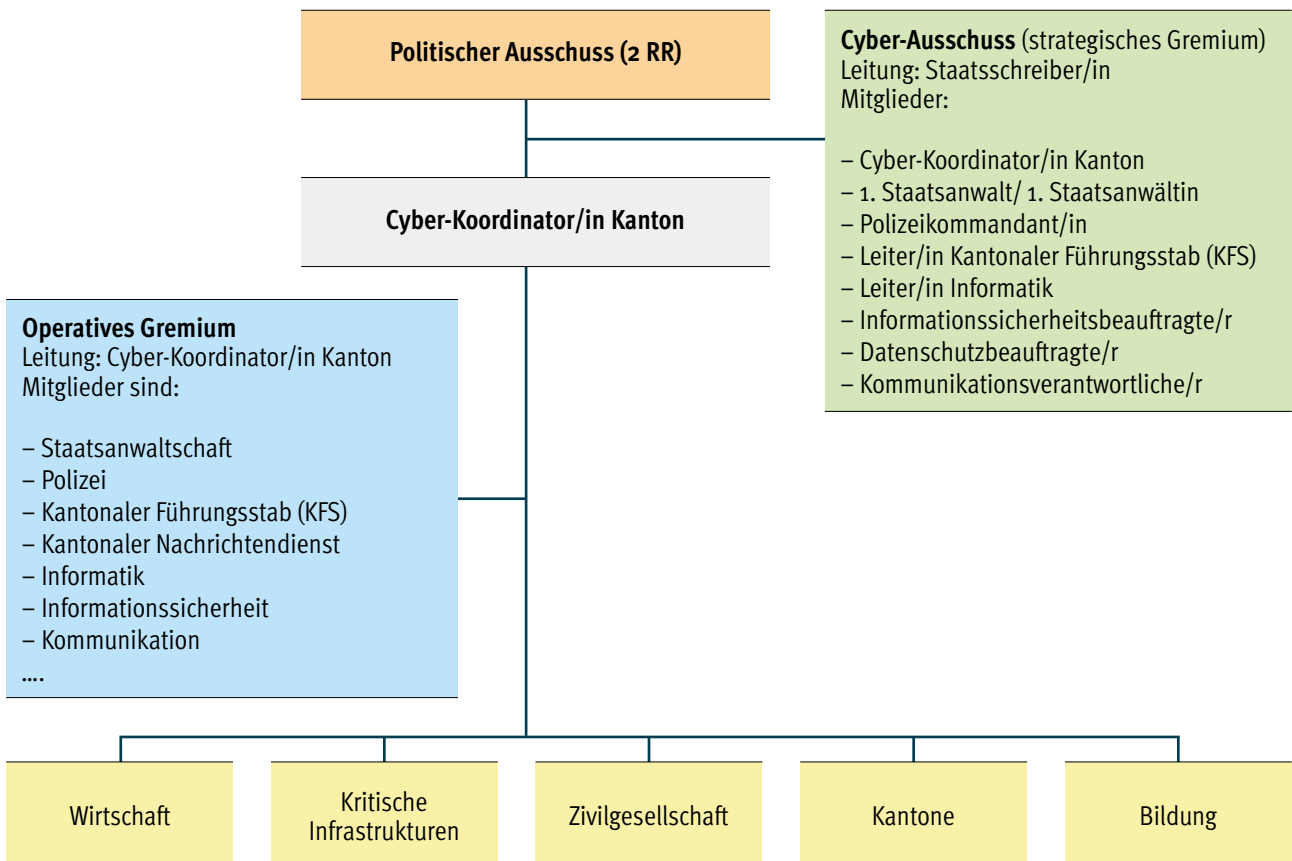 Politischer Ausschuss (2 RR)
Cyber-Ausschuss (strategisches Gremium)
Leitung: Staatsschreiber/in
Mitglieder:
– Cyber-Koordinator/in Kanton
– 1. Staatsanwalt/ 1. Staatsanwältin
– Polizeikommandant/in
– Leiter/in Kantonaler Führungsstab (KFS)
– Leiter/in Informatik
– Informationssicherheitsbeauftragte/r
– Datenschutzbeauftragte/r
– Kommunikationsverantwortliche/r
Cyber-Koordinator/in Kanton
Operatives Gremium
Leitung: Cyber-Koordinator/in Kanton
Mitglieder sind:
– Staatsanwaltschaft
– Polizei
– Kantonaler Führungsstab (KFS)
– Kantonaler Nachrichtendienst
– Informatik
– Informationssicherheit
– Kommunikation
....
Wirtschaft
Kritische
Infrastrukturen
Zivilgesellschaft
Kantone
Bildung